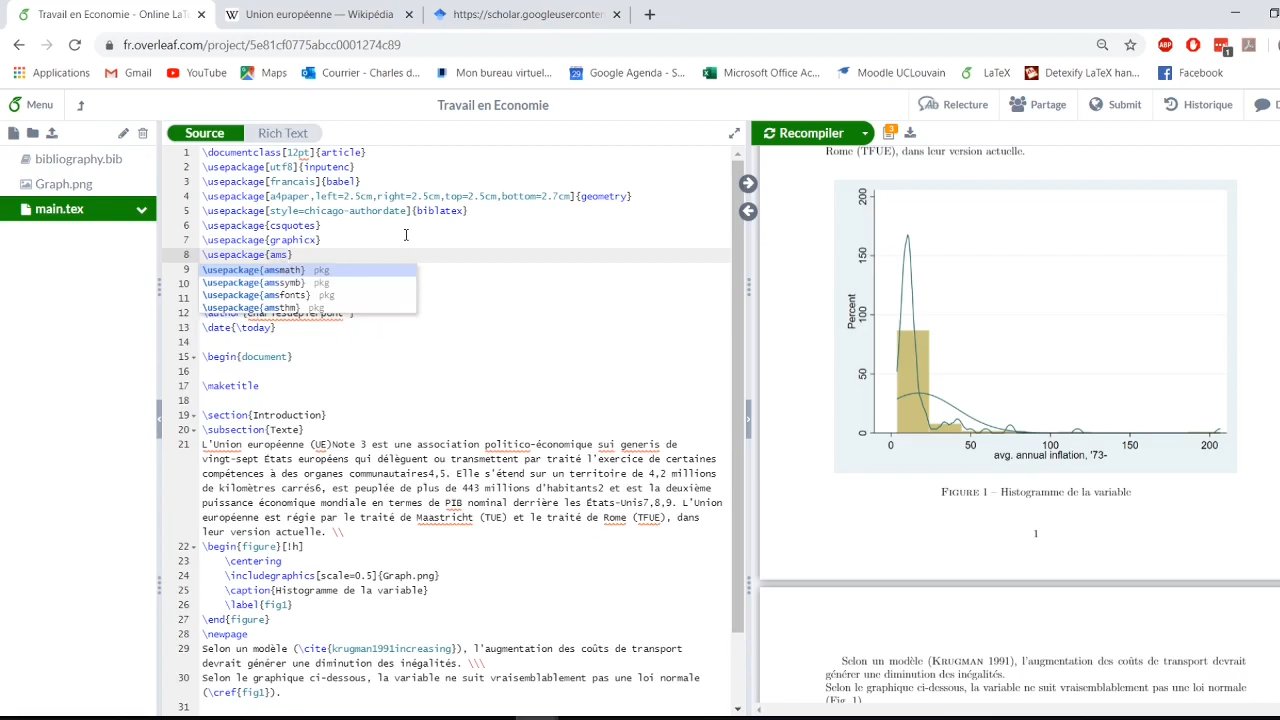 Travail en Economie - Online LaT
Union européenne — Wikipédia
https://scholar.googleuserconten
fr.overleaf.com/project/5e81cf0775abcc0001274c89
ABP
1
Applications
Gmail
YouTube
Maps
Courrier - Charles d...
Mon bureau virtuel...
29
Google Agenda - S...
Microsoft Office Ac...
Moodle UCLouvain
LaTeX
Detexify LaTeX han...
Facebook
Menu
Travail en Economie
Relecture
Partage
Submit
Historique
Source
Rich Text
Recompiler
3
bibliography.bib
Graph.png
main.tex
1 \documentclass[12pt]{article}
2 \usepackage[utf8]{inputenc}
3 \usepackage[francais]{babel}
4 \usepackage[a4paper,left=2.5cm,right=2.5cm,top=2.5cm,bottom=2.7cm]{geometry}
5 \usepackage[style=chicago-authordate]{biblatex}
6 \usepackage{csquotes}
7 \usepackage{graphicx}
8 \usepackage{ams}
9 \usepackage{amsmath} pkg
10 \usepackage{amssymb} pkg
11 \usepackage{amsfonts} pkg
\usepackage{amsthm} pkg
12
13 \date{\today}
14
15 \begin{document}
16
17 \maketitle
18
19 \section{Introduction}
20 \subsection{Texte}
21 L'Union européenne (UE)Note 3 est une association politico-économique sui generis de
vingt-sept États européens qui délèguent ou transmettent par traité l'exercice de certaines
compétences à des organes communautaires4,5. Elle s'étend sur un territoire de 4,2 millions
de kilomètres carrés6, est peuplée de plus de 443 millions d'habitants2 et est la deuxième
puissance économique mondiale en termes de PIB nominal derrière les États-Unis7,8,9. L'Union
européenne est régie par le traité de Maastricht (TUE) et le traité de Rome (TFUE), dans
leur version actuelle. \\
22 \begin{figure}[!h]
23 \centering
24 \includegraphics[scale=0.5]{Graph.png}
25 \caption{Histogramme de la variable}
26 \label{fig1}
27 \end{figure}
28 \newpage
29 Selon un modèle (\cite{krugman1991increasing}), l'augmentation des coûts de transport
devrait générer une diminution des inégalités. \\\
30 Selon le graphique ci-dessous, la variable ne suit vraisemblablement pas une loi normale
(\cref{fig1}).
31
Rome (TFUE), dans leur version actuelle.
200
150
100
50
0
Percent
0 50 100 150 200
avg. annual inflation, '73-
FIGURE 1 – Histogramme de la variable
1
Selon un modèle (KRUGMAN 1991), l'augmentation des coûts de transport devrait
générer une diminution des inégalités.
Selon le graphique ci-dessous, la variable ne suit vraisemblablement pas une loi normale
(Fig. 1)